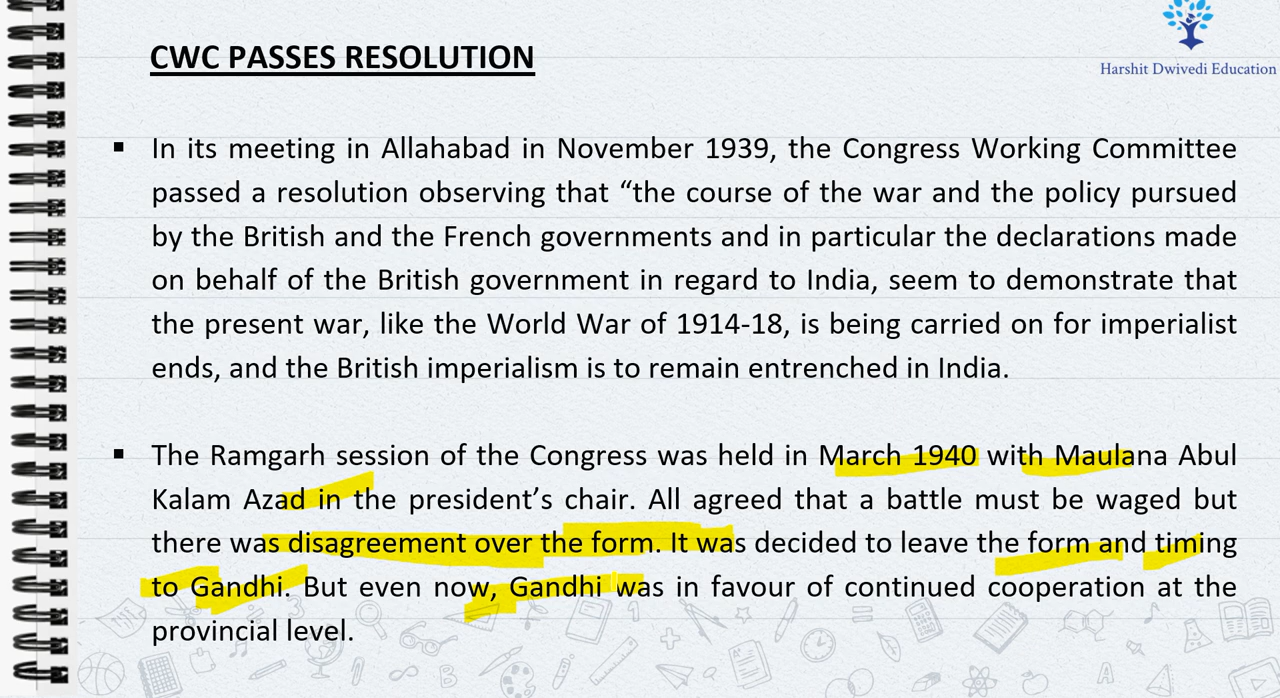 CWC PASSES RESOLUTION
Harshit Dwivedi Education
▪ In its meeting in Allahabad in November 1939, the Congress Working Committee
passed a resolution observing that “the course of the war and the policy pursued
by the British and the French governments and in particular the declarations made
on behalf of the British government in regard to India, seem to demonstrate that
the present war, like the World War of 1914-18, is being carried on for imperialist
ends, and the British imperialism is to remain entrenched in India.
▪ The Ramgarh session of the Congress was held in March 1940 with Maulana Abul
Kalam Azad in the president’s chair. All agreed that a battle must be waged but
there was disagreement over the form. It was decided to leave the form and timing
to Gandhi. But even now, Gandhi was in favour of continued cooperation at the
provincial level.